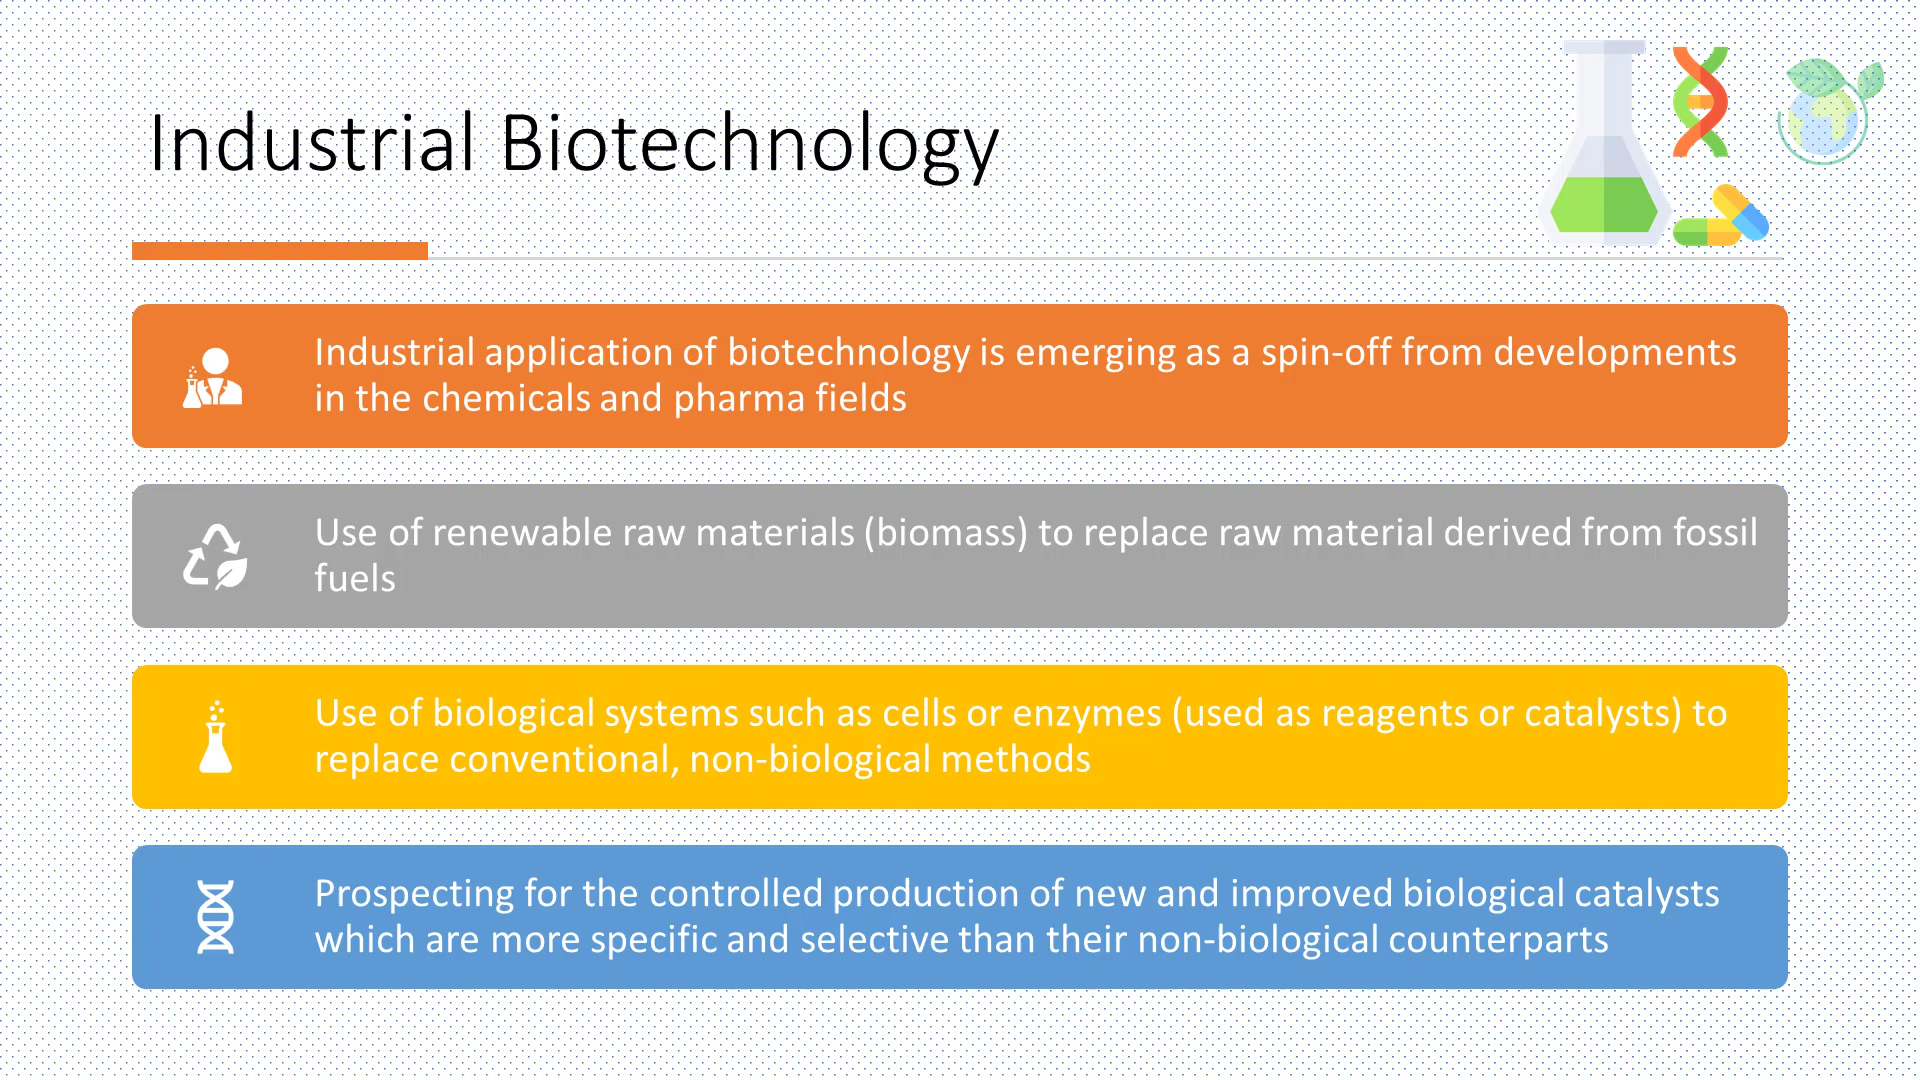 Industrial Biotechnology
Industrial application of biotechnology is emerging as a spin-off from developments
in the chemicals and pharma fields
Use of renewable raw materials (biomass) to replace raw material derived from fossil
fuels
Use of biological systems such as cells or enzymes (used as reagents or catalysts) to
replace conventional, non-biological methods
Prospecting for the controlled production of new and improved biological catalysts
which are more specific and selective than their non-biological counterparts